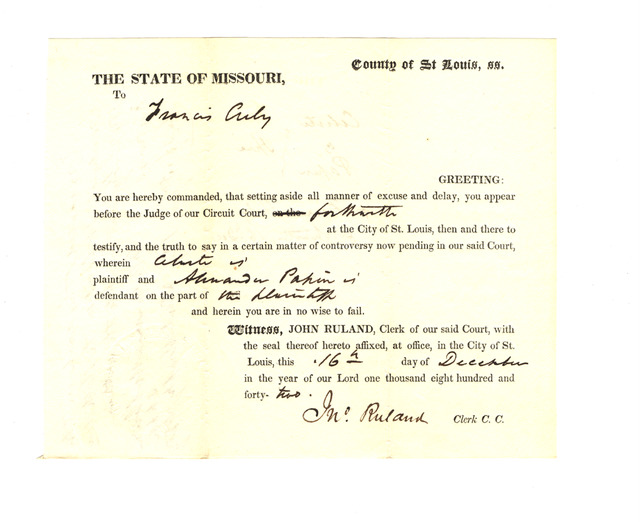 County of St Louis, ss.
THE STATE OF MISSOURI,
To
Francis
GREETING:
You are hereby commanded, that setting aside all manner of excuse and delay, you appear
before the Judge of our Circuit Court, on the forthwith
at the City of St. Louis, then and there to
testify, and the truth to say in a certain matter of controversy now pending in our said Court,
wherein Celeste is
plaintiff and Alexander Papin is
defendant on the part of the plaintiff
and herein you are in no wise to fail.
Witness, JOHN RULAND, Clerk of our said Court, with
the seal thereof hereto affixed, at office, in the City of St.
Louis, this 16th day of December
in the year of our Lord one thousand eight hundred and
forty- two.
Jno. Ruland Clerk C. C.